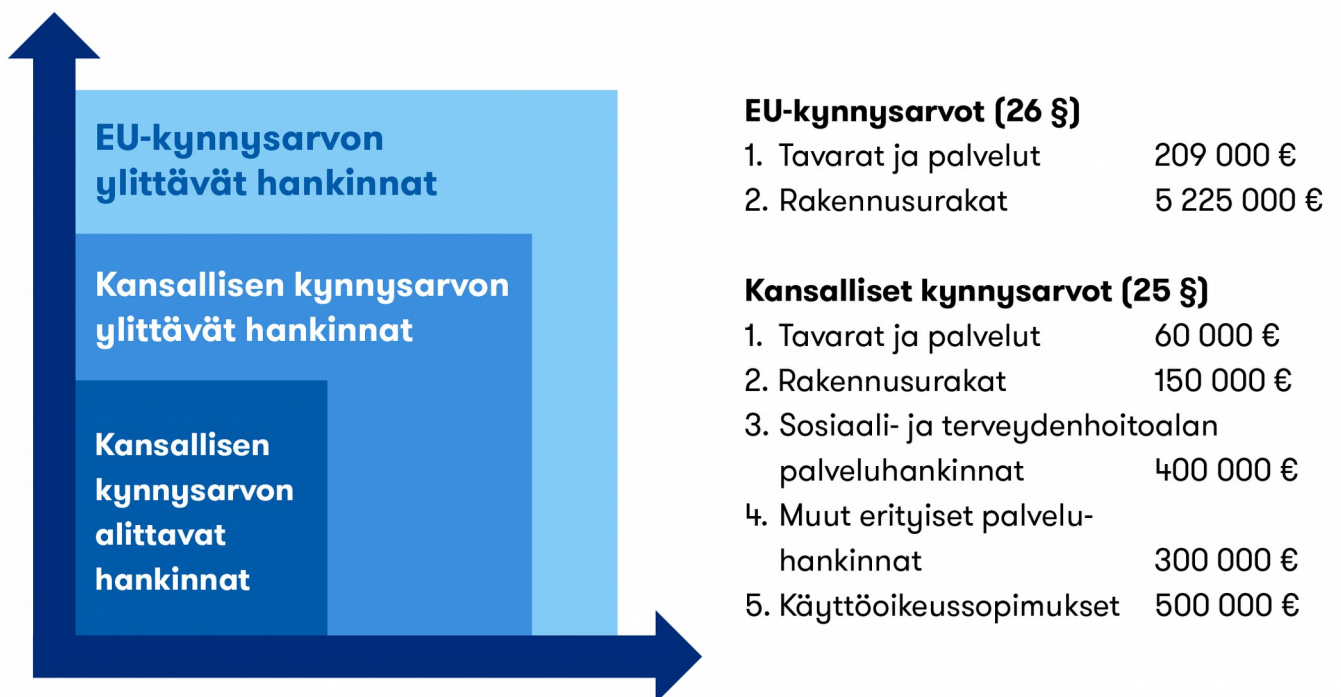 EU-kynnysarvon
ylittävät hankinnat
Kansallisen kynnysarvon
ylittävät hankinnat
Kansallisen
kynnysarvon
alittavat
hankinnat
EU-kynnysarvot (26 §)
1. Tavarat ja palvelut 209 000 €
2. Rakennusurakat 5 225 000 €
Kansalliset kynnysarvot (25 §)
1. Tavarat ja palvelut 60 000 €
2. Rakennusurakat 150 000 €
3. Sosiaali- ja terveydenhoitoalan
palveluhankinnat 400 000 €
4. Muut erityiset palvelu-
hankinnat 300 000 €
5. Käyttöoikeussopimukset 500 000 €